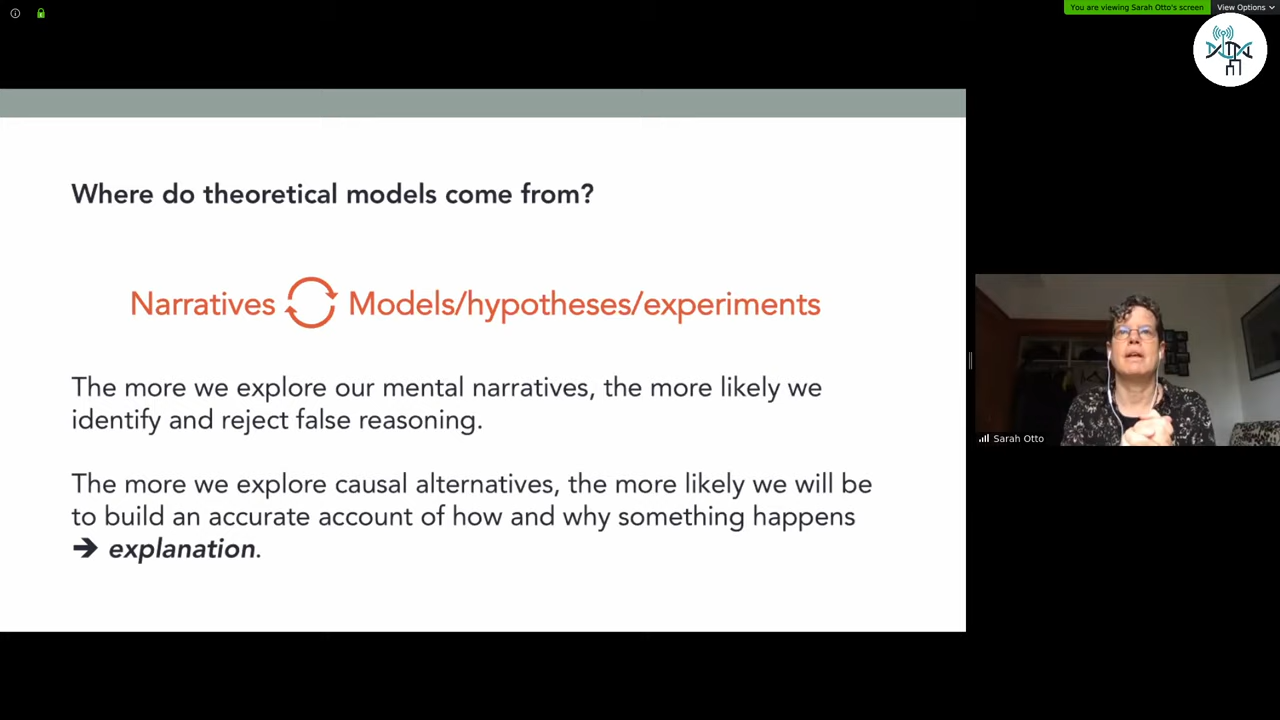 You are viewing Sarah Otto's screen
View Options
Where do theoretical models come from?
Narratives
Models/hypotheses/experiments
The more we explore our mental narratives, the more likely we
identify and reject false reasoning.
The more we explore causal alternatives, the more likely we will be
to build an accurate account of how and why something happens
➔ explanation.
Sarah Otto